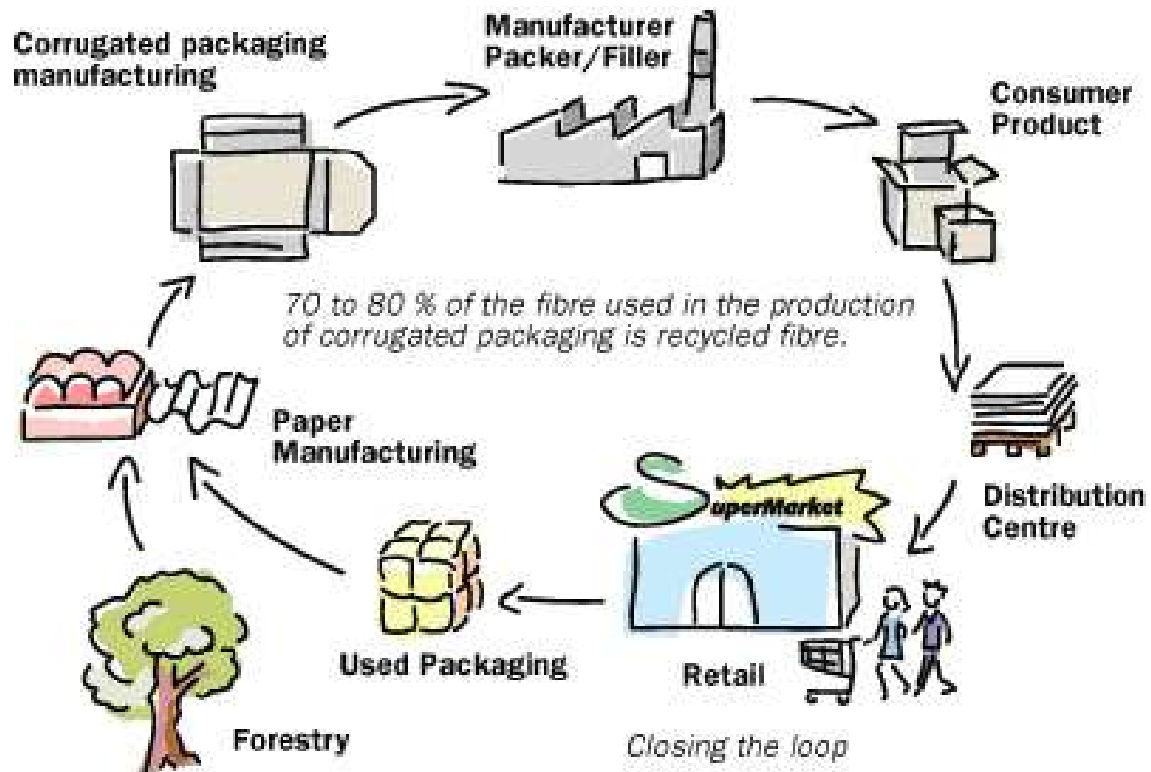 Corrugated packaging
manufacturing
Manufacturer
Packer/Filler
Consumer
Product
70 to 80 % of the fibre used in the production
of corrugated packaging is recycled fibre.
Paper
Manufacturing
SuperMarket
Distribution
Centre
Used Packaging
Retail
Forestry
Closing the loop